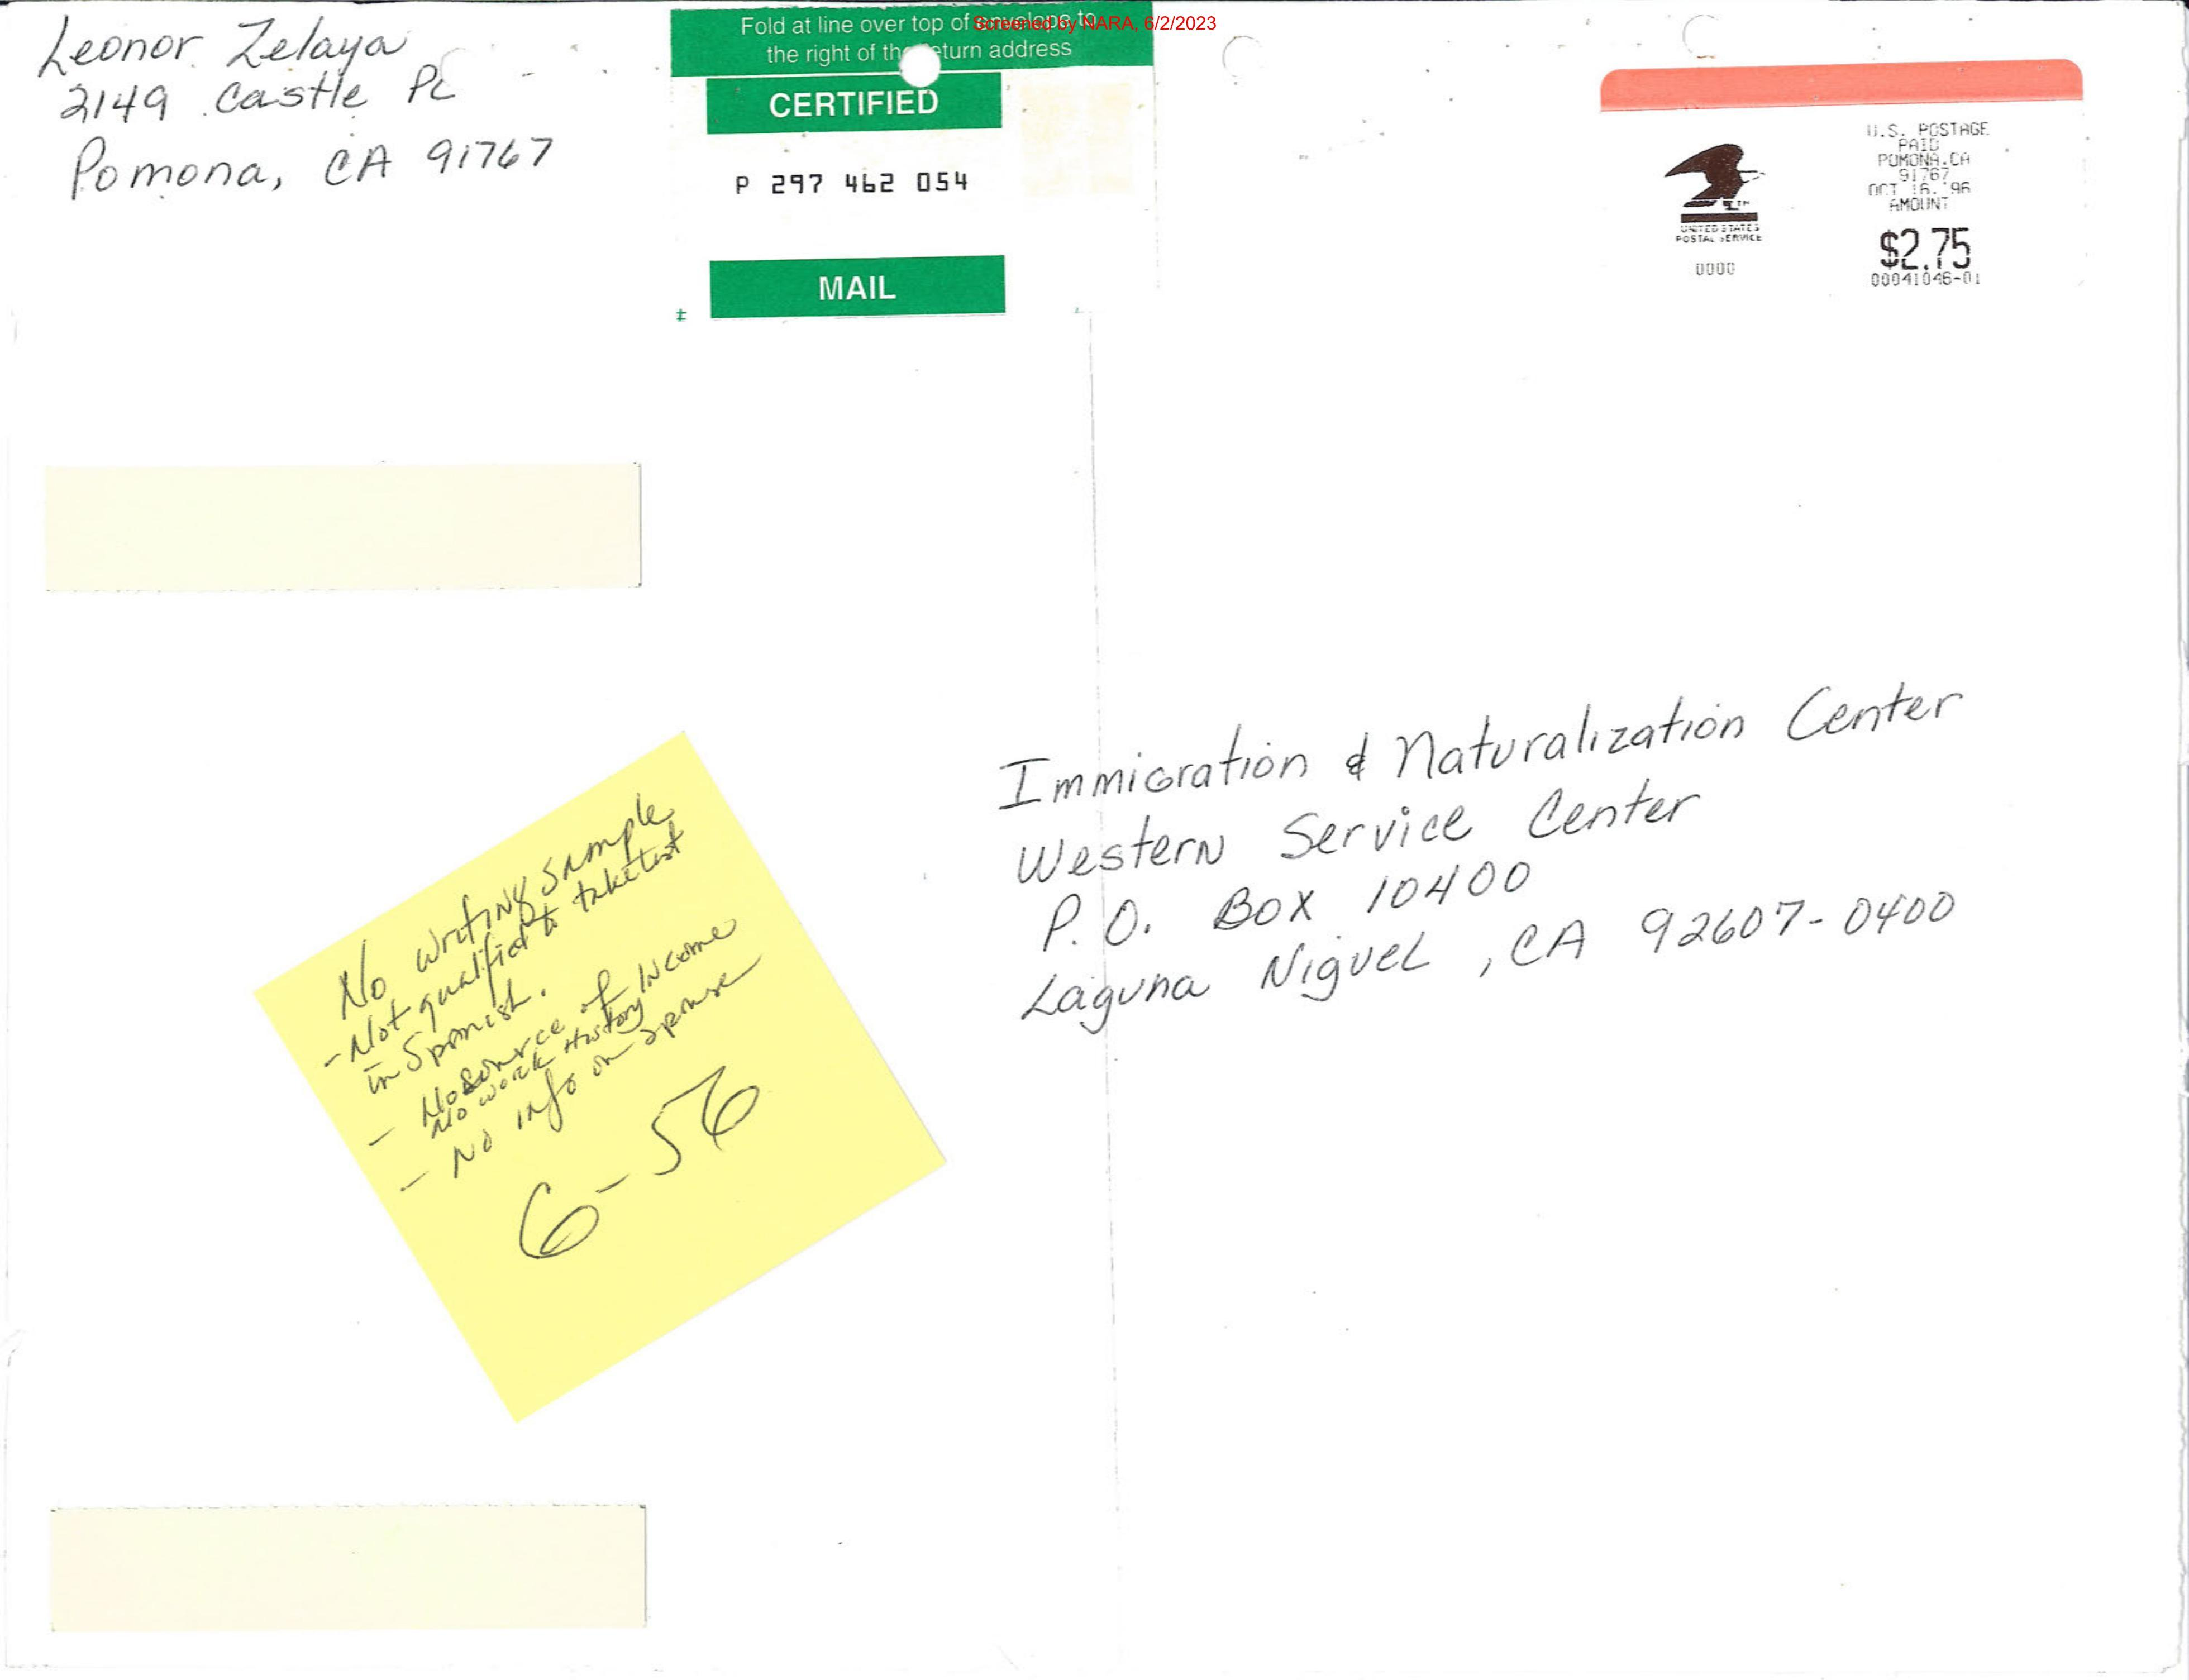 Screened by NARA, 6/2/2023
Leonor Zelaya
2149 Castle PL
Pomona, CA 91767
Fold at line over top of envelope to
the right of the return address
CERTIFIED
P 297 462 054
MAIL
U.S. POSTAGE
PAID
POMONA.CA
91767
OCT 16. '96
AMOUNT
$2.75
00041046-01
UNITED STATES
POSTAL SERVICE
0000
Immigration & Naturalization Center
Western Service Center
P.O. Box 10400
Laguna Niguel, CA 92607-0400
No writing sample
- Not qualified to take test
in Spanish.
- No source of Income
No work History
- No info on spouse
6-56